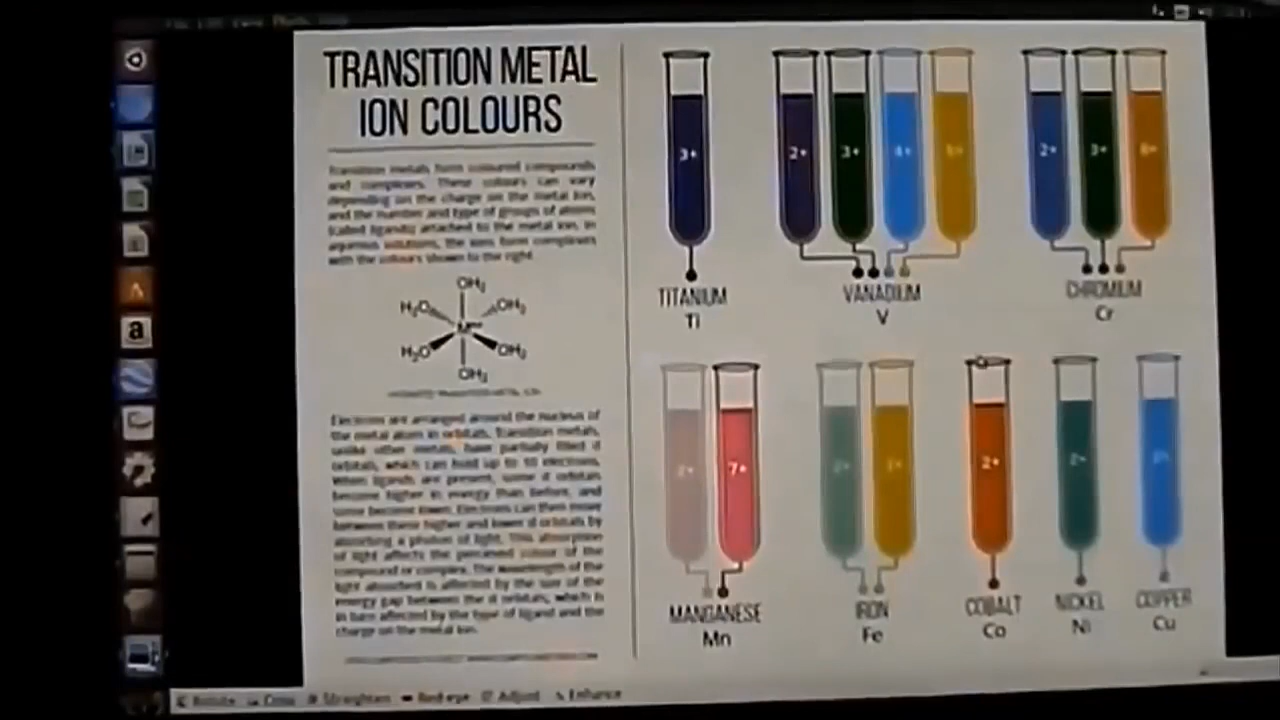 TRANSITION METAL
ION COLOURS
Transition metals form coloured compounds
and complexes. These colours can vary
depending on the charge on the metal ion,
and the number and type of groups of atoms
(called ligands) attached to the metal ion. In
aqueous solutions, the ions form complexes
with the colours shown to the right.
OH₂
H₂O
OH₂
H₂O
OH₂
OH₂
Electrons are arranged around the nucleus of
the metal atom in orbitals. Transition metals,
unlike other metals, have partially filled d
orbitals, which can hold up to 10 electrons.
When ligands are present, some d orbitals
become higher in energy than before, and
some become lower. Electrons can then move
between these higher and lower d orbitals by
absorbing a photon of light. This absorption
of light affects the perceived colour of the
compound or complex. The wavelength of the
light absorbed is affected by the size of the
energy gap between the d orbitals, which is
in turn affected by the type of ligand and the
charge on the metal ion.
3+
TITANIUM
Ti
2+ 3+ 4+ 5+
VANADIUM
V
2+ 3+ 6+
CHROMIUM
Cr
2+ 7+
MANGANESE
Mn
2+ 3+
IRON
Fe
2+
COBALT
Co
2+
NICKEL
Ni
2+
COPPER
Cu
a
Rotate Crop Straighten Red-eye Adjust Enhance